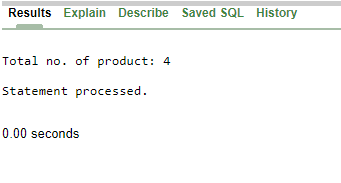 Results Explain Describe Saved SQL History
Total no. of product: 4
Statement processed.
0.00 seconds